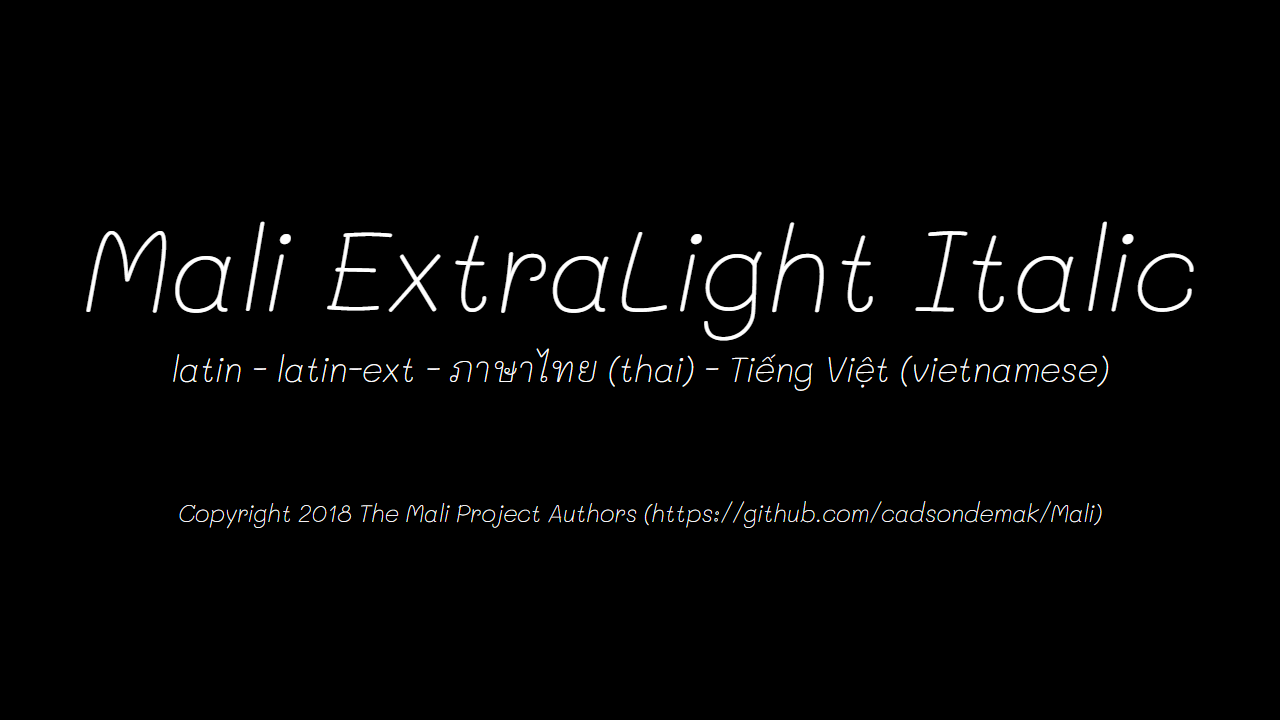 Mali ExtraLight Italic
latin - latin-ext - ภาษาไทย (thai) - Tiếng Việt (vietnamese)
Copyright 2018 The Mali Project Authors (https://github.com/cadsondemak/Mali)